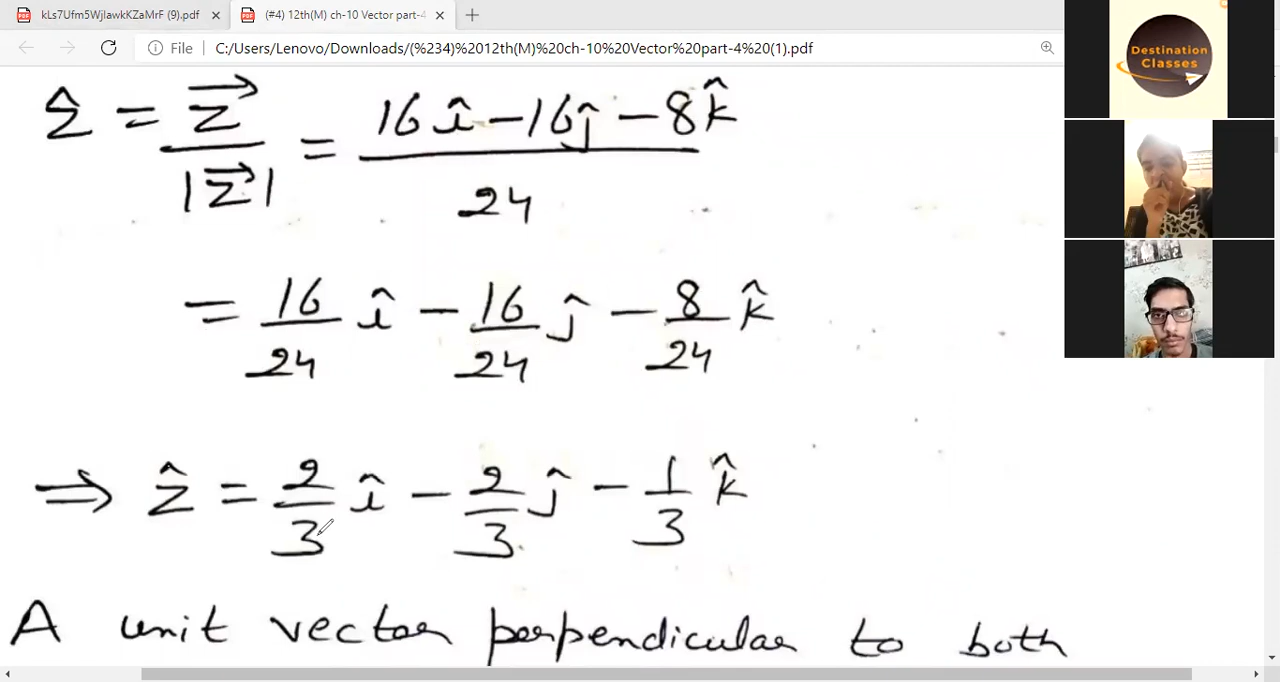 kLs7Ufm5WjlawkKZaMrF (9).pdf
(#4) 12th(M) ch-10 Vector part-4
File | C:/Users/Lenovo/Downloads/(%234)%2012th(M)%20ch-10%20Vector%20part-4%20(1).pdf
Destination
Classes
ẑ = z⃗ / |z⃗| = 16î - 16ĵ - 8k̂ / 24
= 16/24 î - 16/24 ĵ - 8/24 k̂
⇒ ẑ = 2/3 î - 2/3 ĵ - 1/3 k̂
A unit vector perpendicular to both